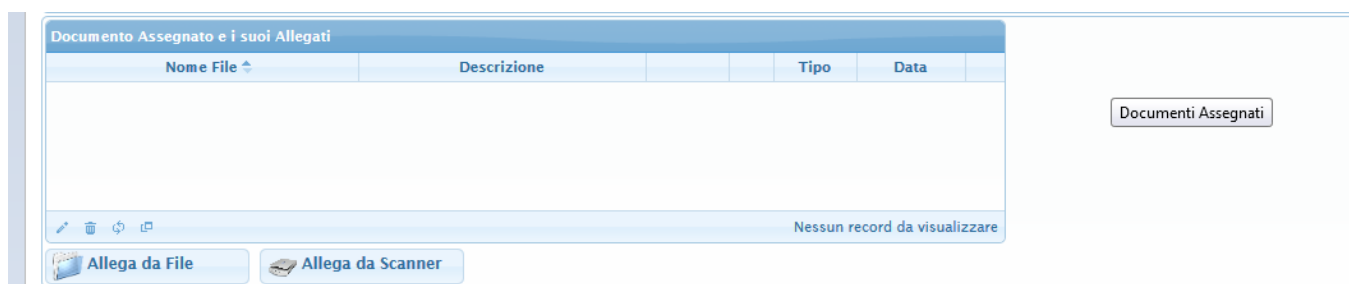 Documento Assegnato e i suoi Allegati
Nome File Descrizione Tipo Data
Documenti Assegnati
Nessun record da visualizzare
Allega da File Allega da Scanner